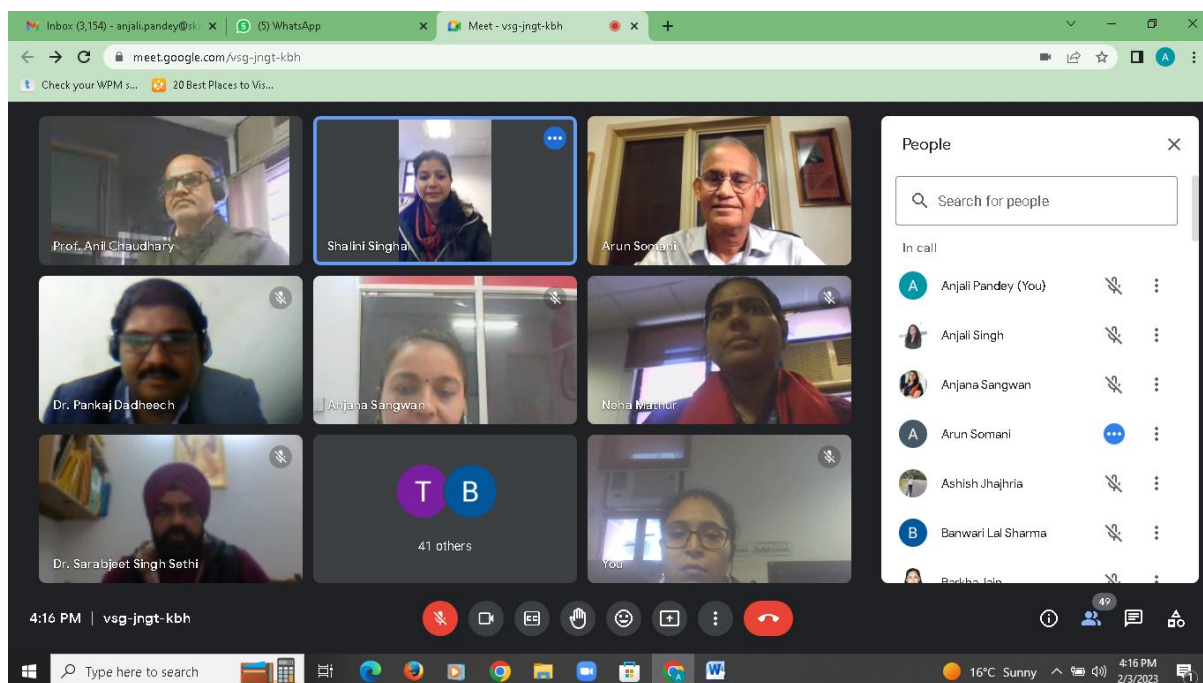 Inbox (3,154) - anjali.pandey@ski
(5) WhatsApp
Meet - vsg-jngt-kbh
meet.google.com/vsg-jngt-kbh
A
t Check your WPM s...
20 Best Places to Vis...
Prof. Anil Chaudhary
Shalini Singhal
Arun Somani
Dr. Pankaj Dadheech
Anjana Sangwan
Neha Mathur
Dr. Sarabjeet Singh Sethi
T B
41 others
You
People
Search for people
In call
A Anjali Pandey (You)
Anjali Singh
Anjana Sangwan
A Arun Somani
Ashish Jhajhria
B Banwari Lal Sharma
Barkha Jain
4:16 PM | vsg-jngt-kbh
49
Type here to search
16°C Sunny
4:16 PM
2/3/2023